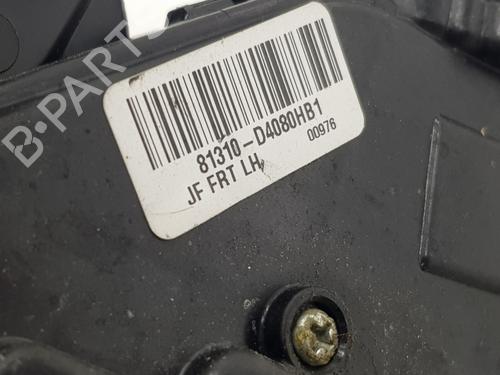 B-PARTS
81310-D4080HB1
JF FRT LH,
00976